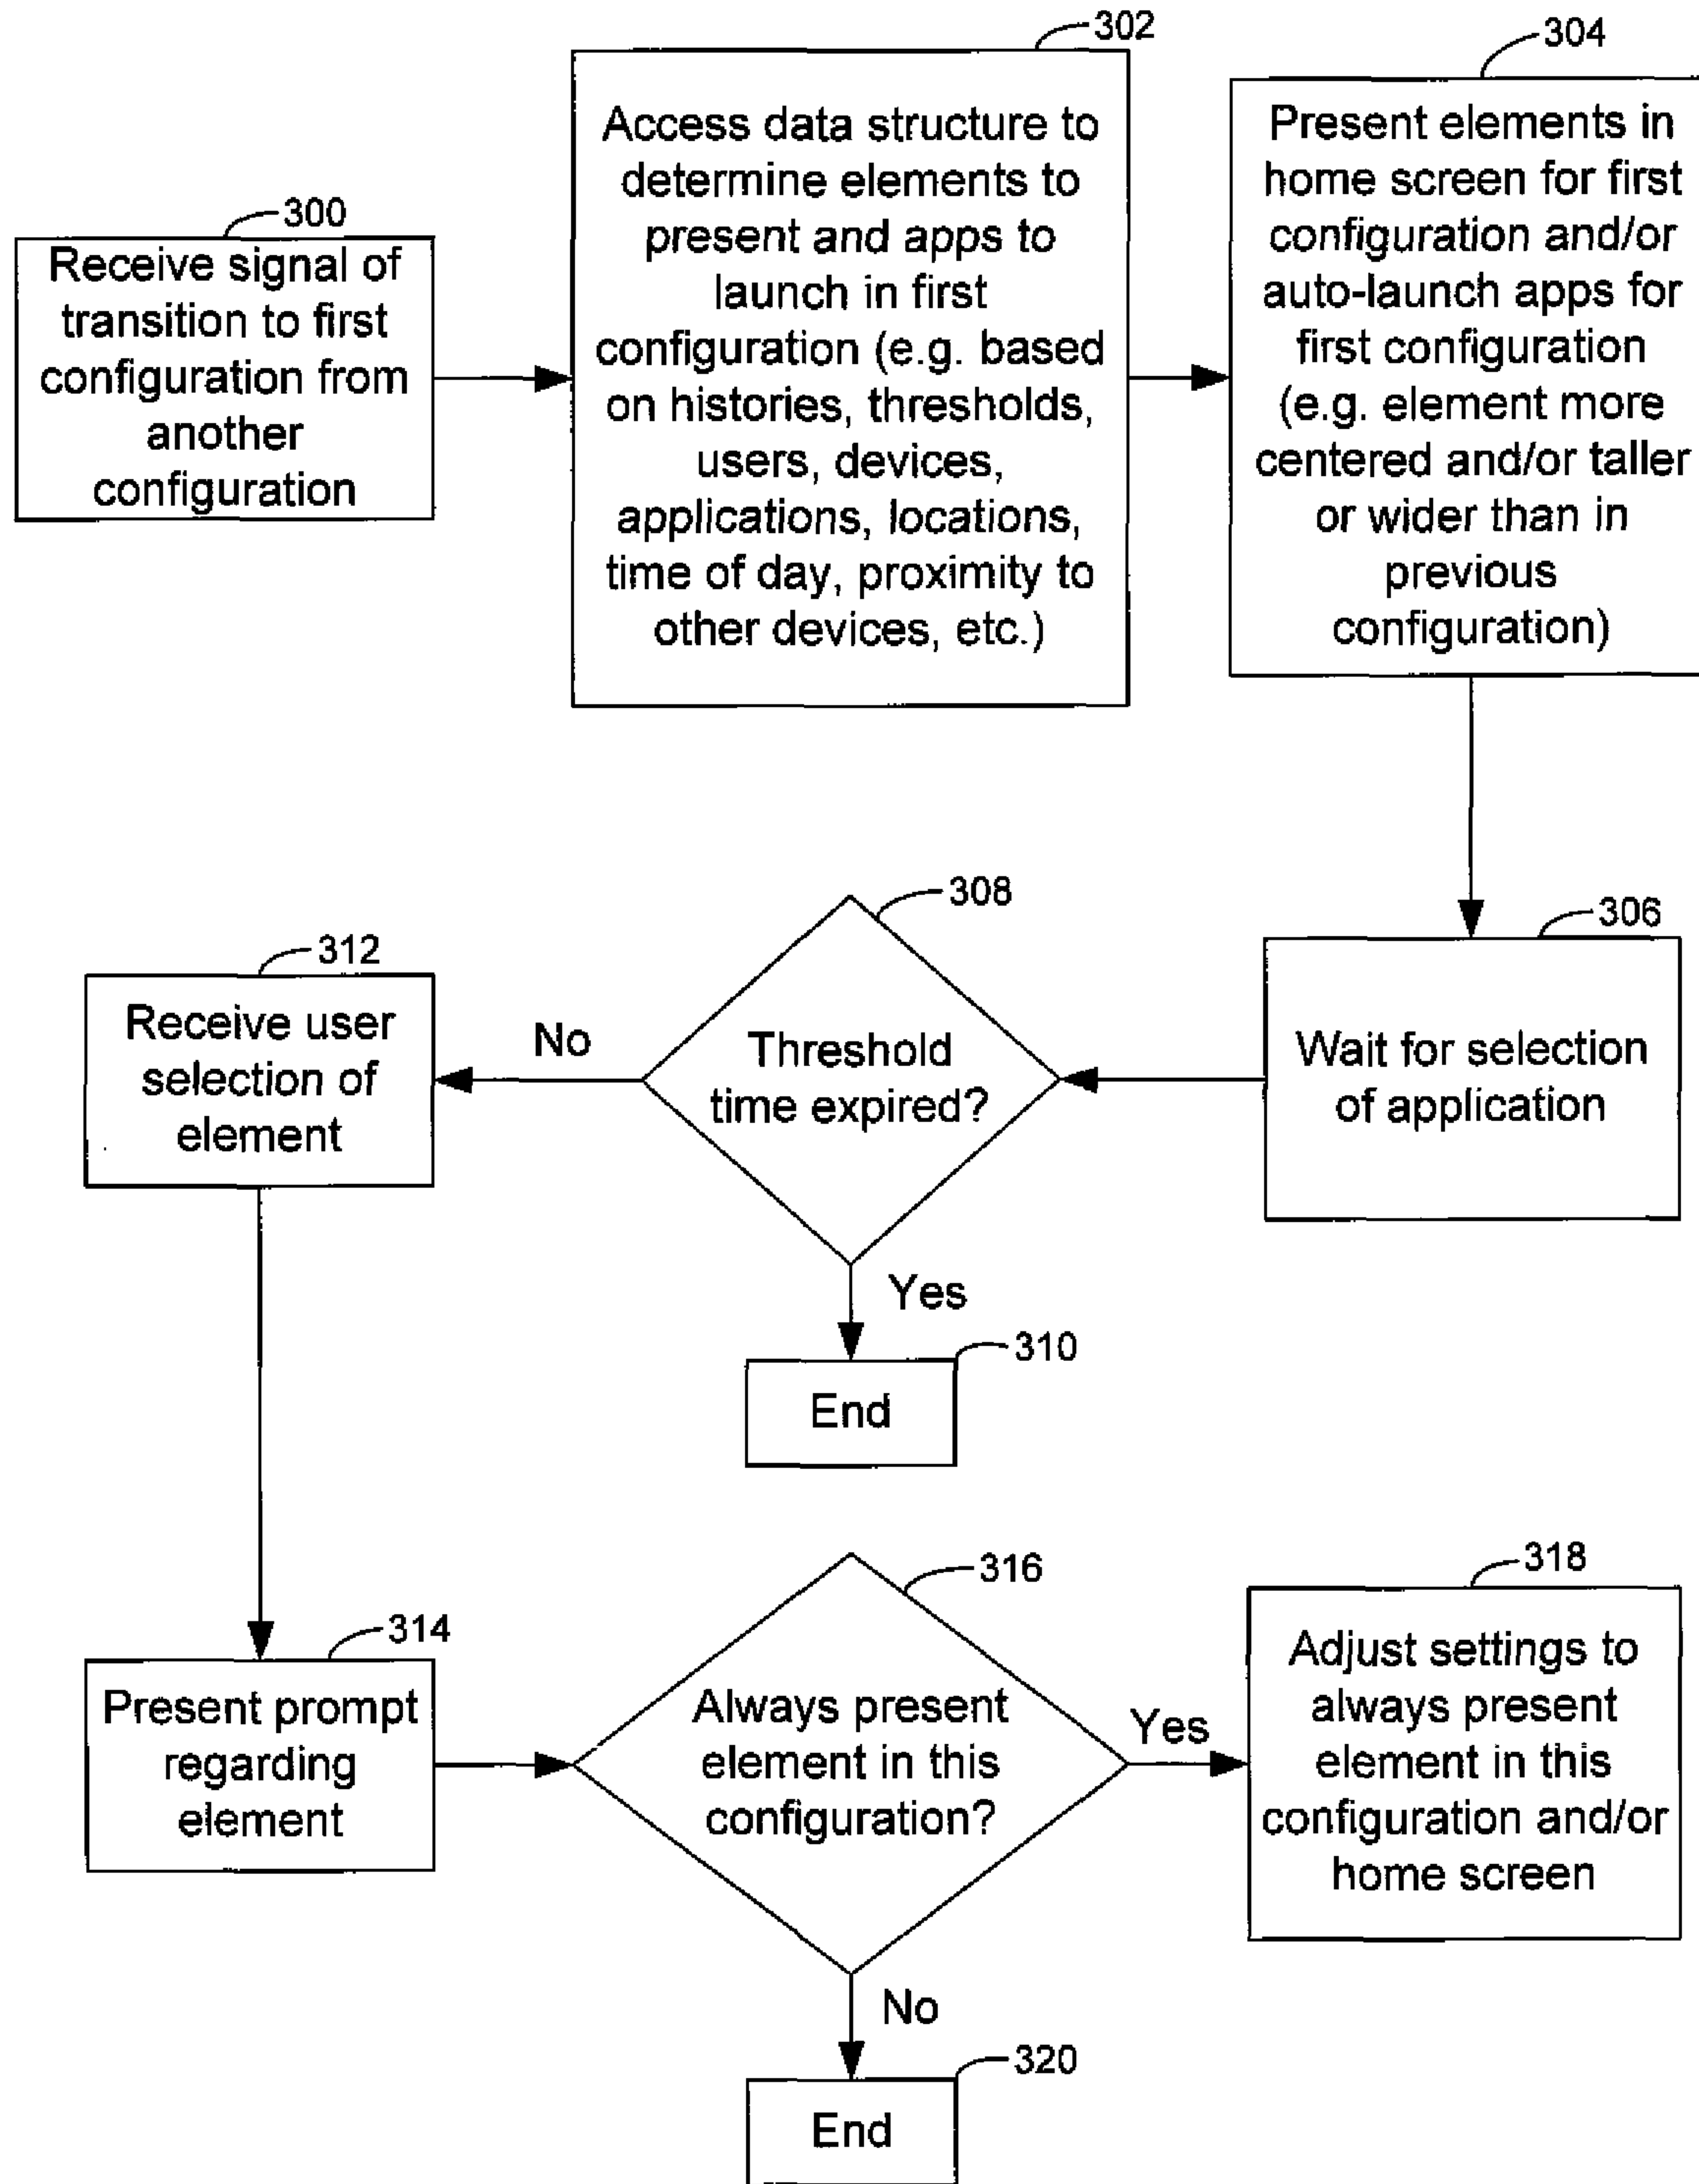 300
Receive signal of
transition to first
configuration from
another
configuration
302
Access data structure to
determine elements to
present and apps to
launch in first
configuration (e.g. based
on histories, thresholds,
users, devices,
applications, locations,
time of day, proximity to
other devices, etc.)
304
Present elements in
home screen for first
configuration and/or
auto-launch apps for
first configuration
(e.g. element more
centered and/or taller
or wider than in
previous
configuration)
306
Wait for selection
of application
308
Threshold
time expired?
No
Yes
310
End
312
Receive user
selection of
element
314
Present prompt
regarding
element
316
Always present
element in this
configuration?
Yes
No
318
Adjust settings to
always present
element in this
configuration and/or
home screen
320
End